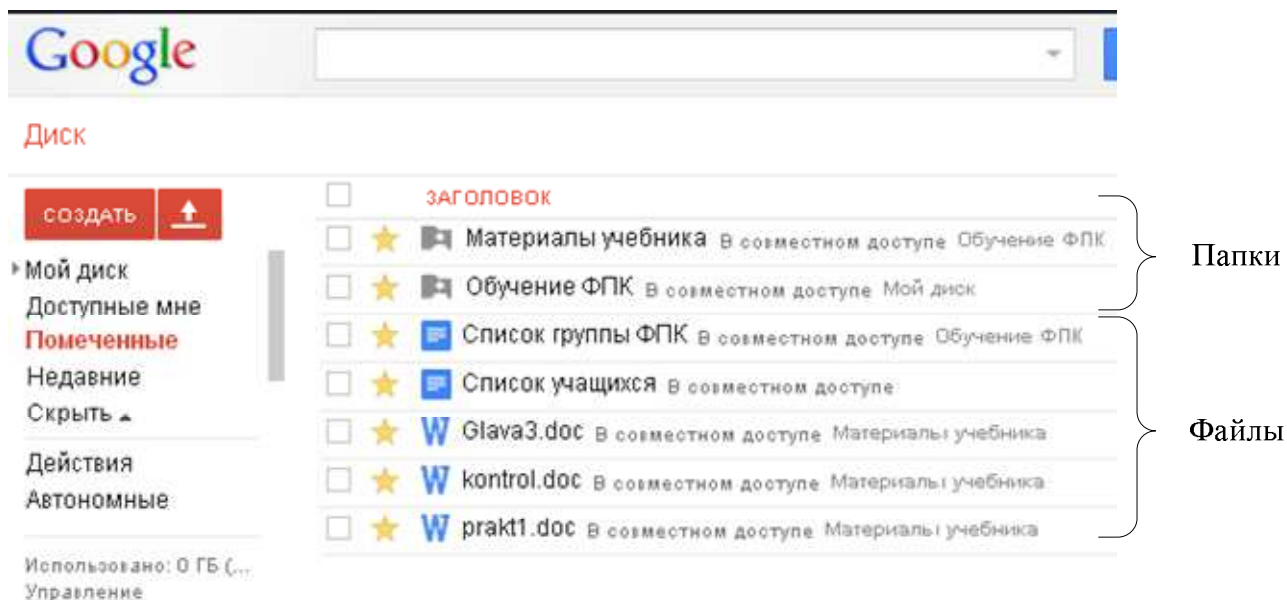 Google
Диск
СОЗДАТЬ
Мой диск
Доступные мне
Помеченные
Недавние
Скрыть
Действия
Автономные
Использовано: 0 ГБ (...
Управление
ЗАГОЛОВОК
Материалы учебника В совместном доступе Обучение ФПК
Обучение ФПК В совместном доступе Мой диск
Список группы ФПК В совместном доступе Обучение ФПК
Список учащихся В совместном доступе
Glava3.doc В совместном доступе Материалы учебника
kontrol.doc В совместном доступе Материалы учебника
prakt1.doc В совместном доступе Материалы учебника
Папки
Файлы